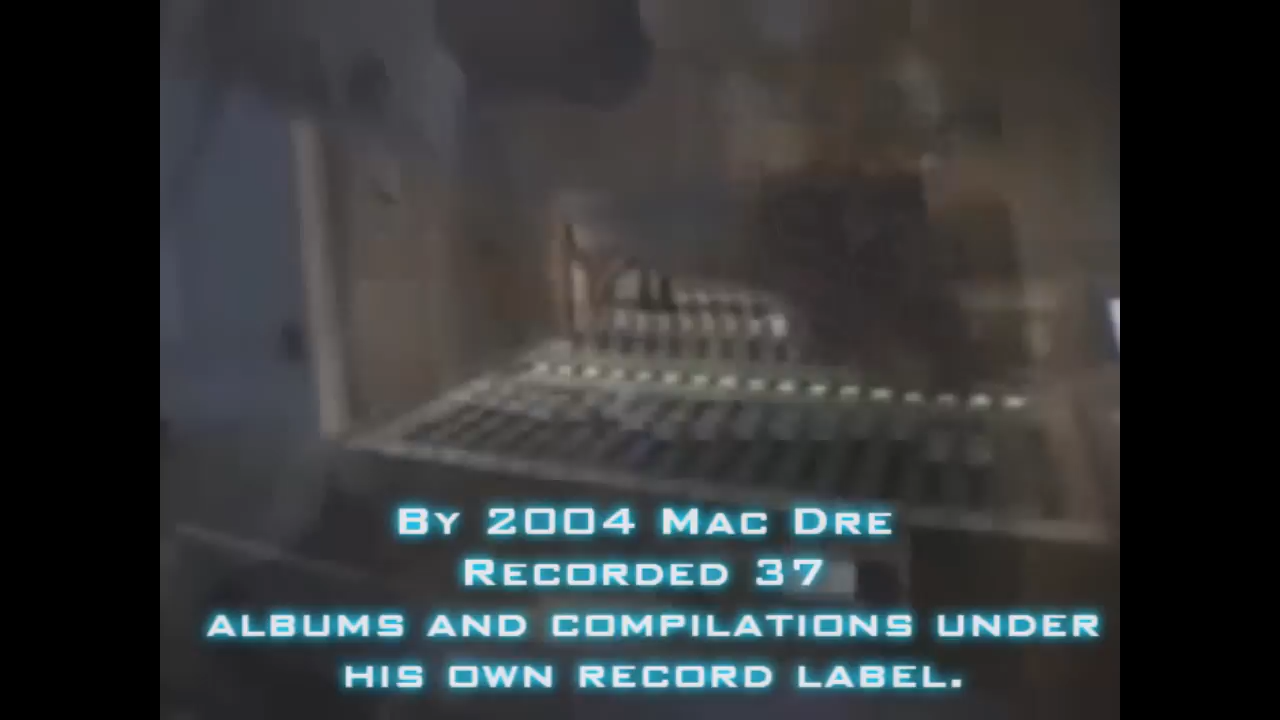 By 2004 Mac Dre
Recorded 37
albums and compilations under
his own record label.